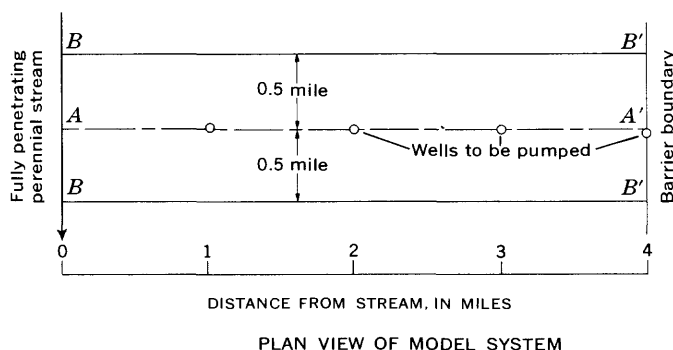 B
B'
0.5 mile
Fully penetrating
perennial stream
A
A'
Wells to be pumped
Barrier boundary
0.5 mile
B
B'
0 1 2 3 4
DISTANCE FROM STREAM, IN MILES
PLAN VIEW OF MODEL SYSTEM